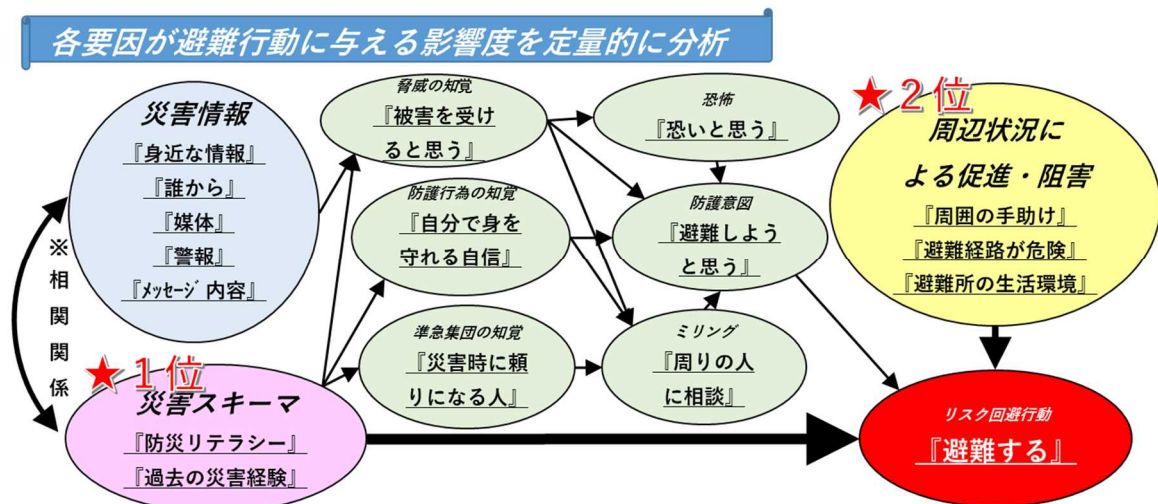 各要因が避難行動に与える影響度を定量的に分析
災害情報
『身近な情報』
『誰から』
『媒体』
『警報』
『ﾒｯｾｰｼﾞ内容』
※相関関係
★１位
災害スキーマ
『防災リテラシー』
『過去の災害経験』
脅威の知覚
『被害を受け
ると思う』
防護行為の知覚
『自分で身を
守れる自信』
準急集団の知覚
『災害時に頼
りになる人』
恐怖
『恐いと思う』
防護意図
『避難しよう
と思う』
ミリング
『周りの人
に相談』
★２位
周辺状況に
よる促進・阻害
『周囲の手助け』
『避難経路が危険』
『避難所の生活環境』
リスク回避行動
『避難する』